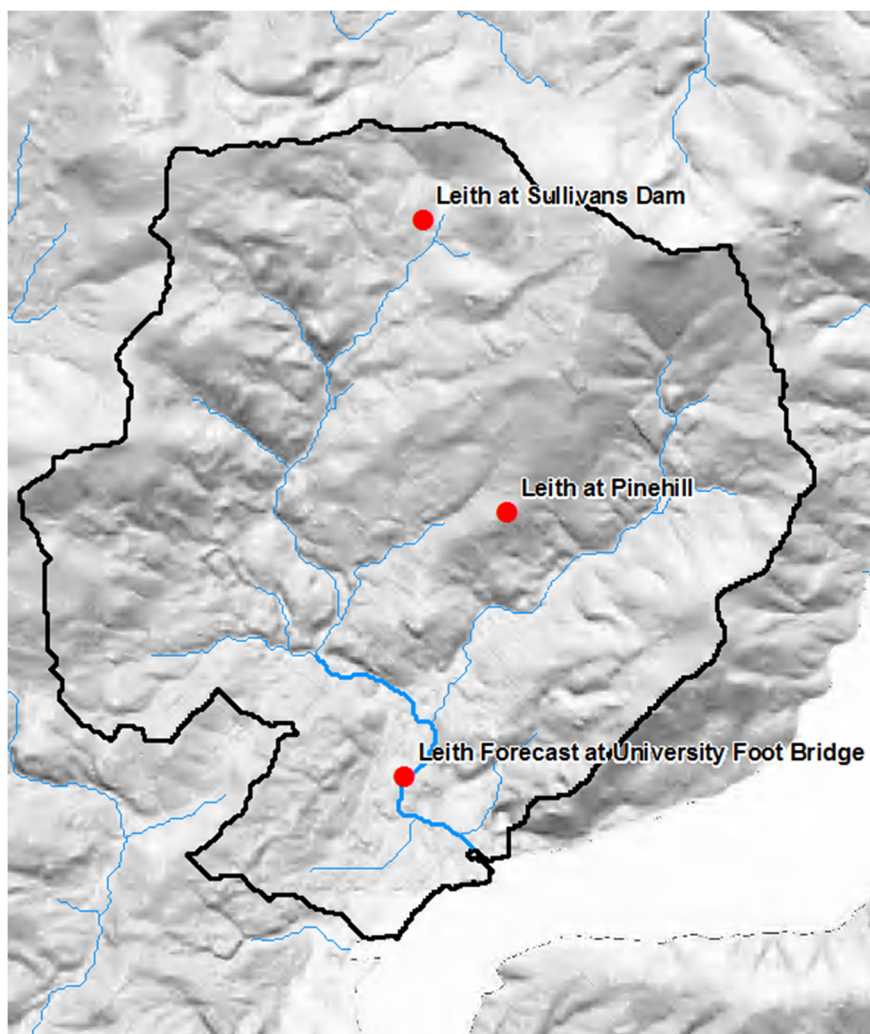 Leith at Sullivans Dam
Leith at Pinehill
Leith Forecast at University Foot Bridge